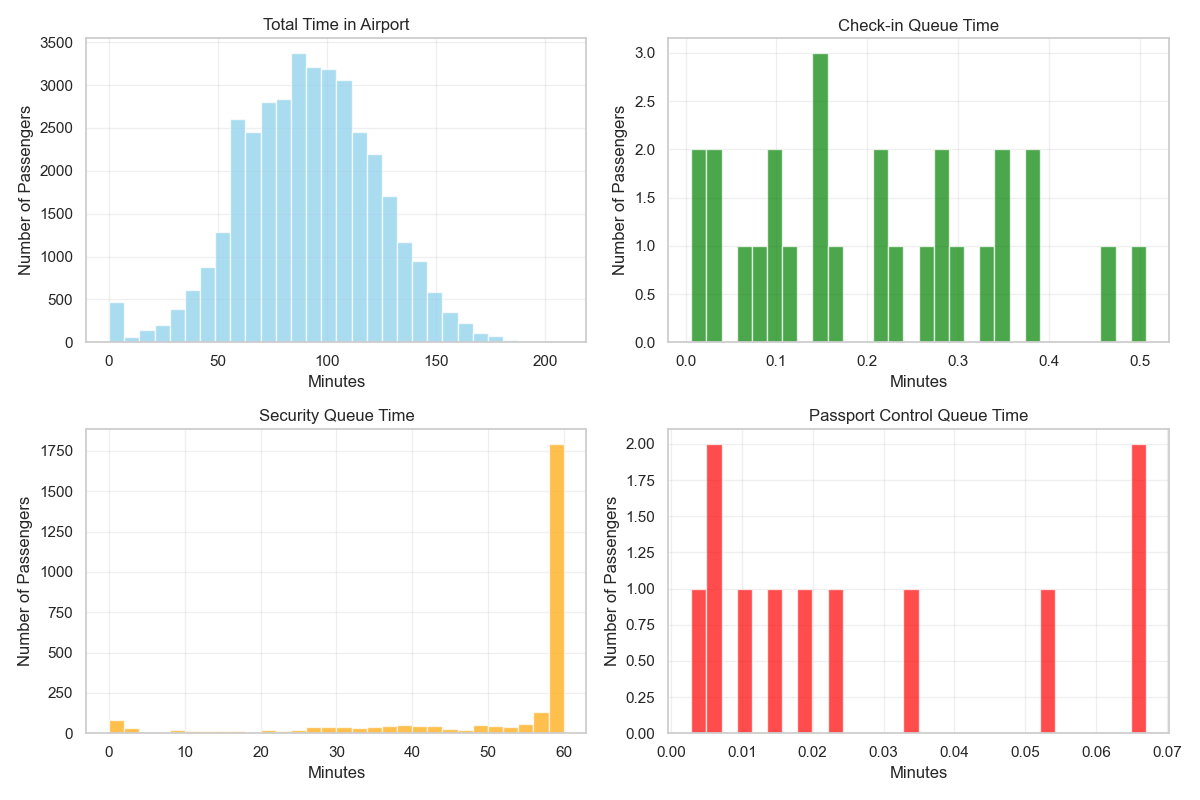 Total Time in Airport
3500
3000
2500
2000
1500
1000
500
0
Number of Passengers
0 50 100 150 200
Minutes
Check-in Queue Time
3.0
2.5
2.0
1.5
1.0
0.5
0.0
Number of Passengers
0.0 0.1 0.2 0.3 0.4 0.5
Minutes
Security Queue Time
1750
1500
1250
1000
750
500
250
0
Number of Passengers
0 10 20 30 40 50 60
Minutes
Passport Control Queue Time
2.00
1.75
1.50
1.25
1.00
0.75
0.50
0.25
0.00
Number of Passengers
0.00 0.01 0.02 0.03 0.04 0.05 0.06 0.07
Minutes